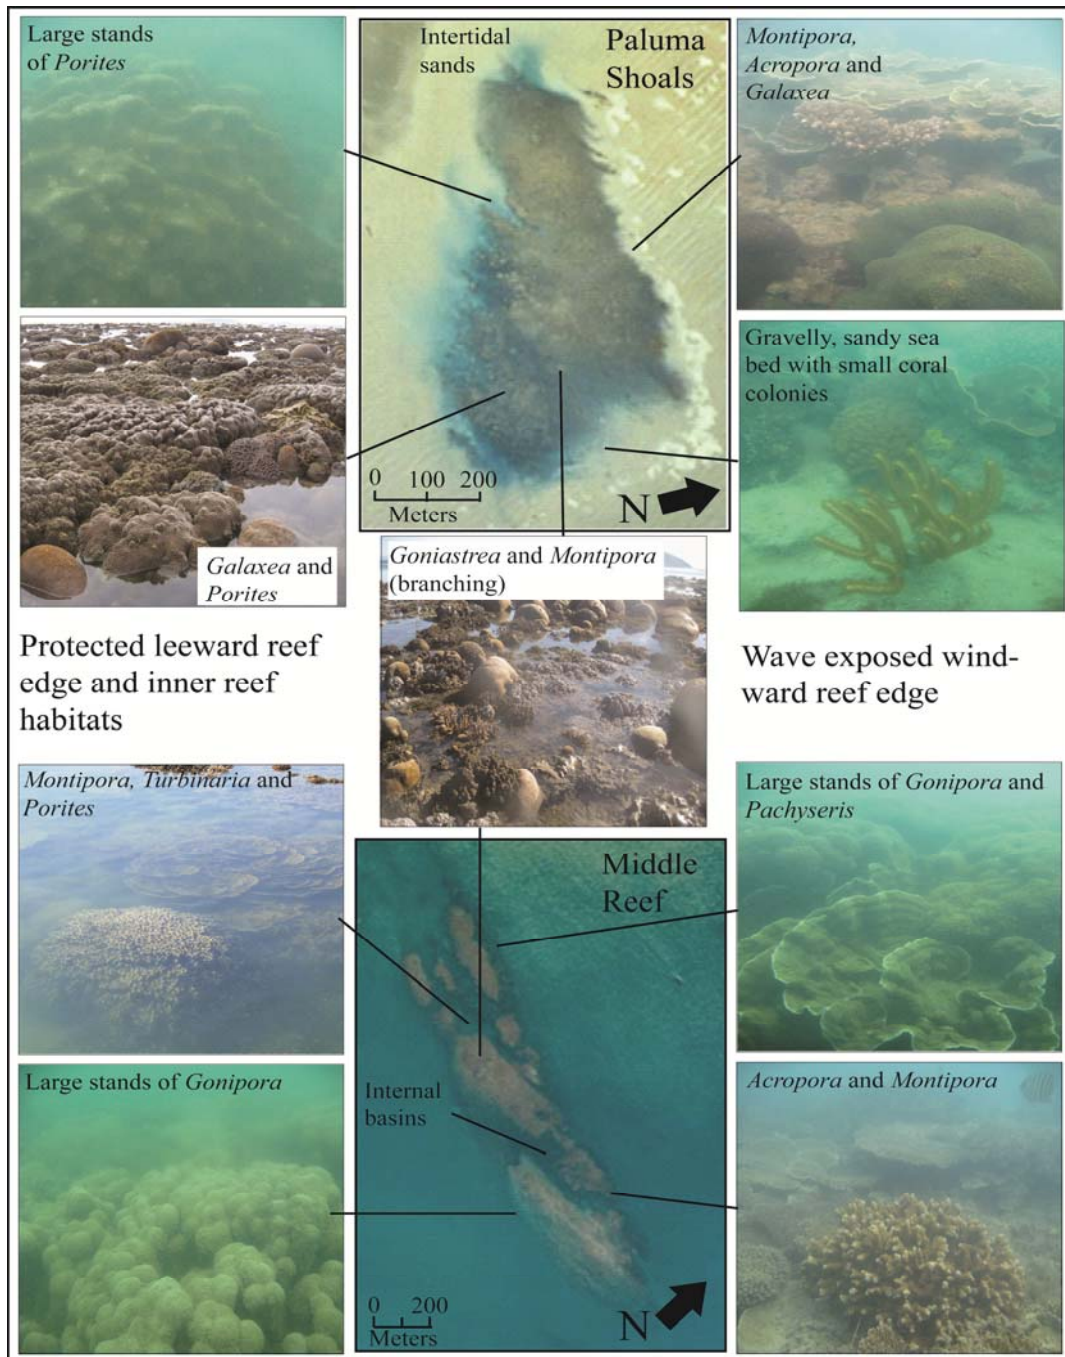 Large stands
of Porites
Intertidal
sands
Paluma
Shoals
Montipora,
Acropora and
Galaxea
Gravelly, sandy sea
bed with small coral
colonies
0 100 200
Meters
N
Galaxea and
Porites
Goniastrea and Montipora
(branching)
Protected leeward reef
edge and inner reef
habitats
Wave exposed wind-
ward reef edge
Montipora, Turbinaria and
Porites
Middle
Reef
Large stands of Gonipora and
Pachyseris
Large stands of Gonipora
Internal
basins
Acropora and Montipora
0 200
Meters
N